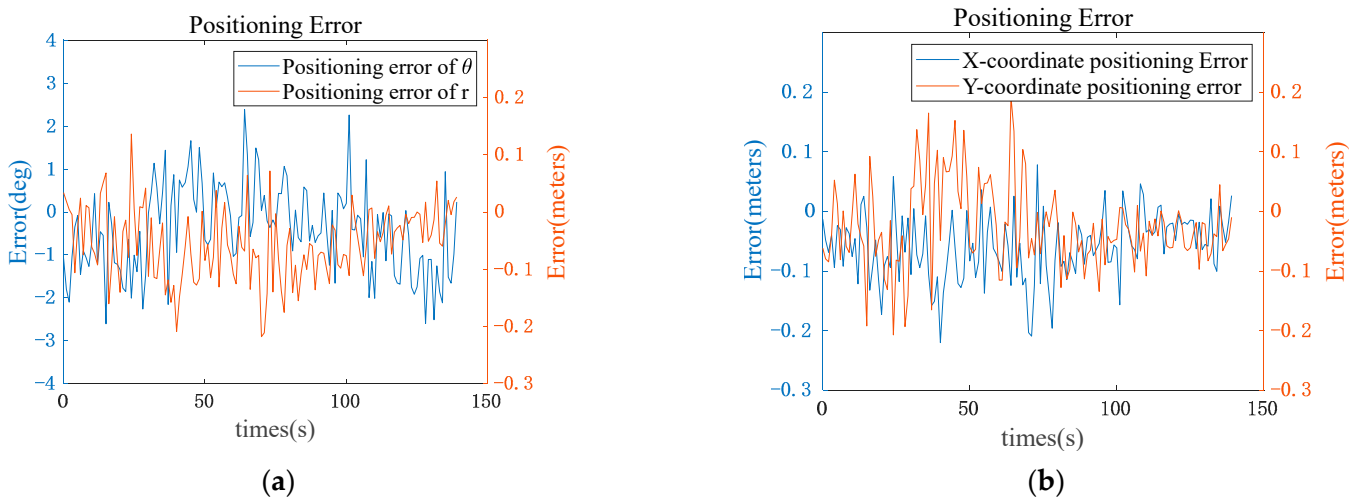 Positioning Error
4
3
2
1
0
−1
−2
−3
−4
Error(deg)
Positioning error of θ
Positioning error of r
0.2
0.1
0
−0.1
−0.2
−0.3
Error(meters)
0 50 100 150
times(s)
(a)
Positioning Error
0.2
0.1
0
−0.1
−0.2
−0.3
Error(meters)
X-coordinate positioning Error
Y-coordinate positioning error
0.2
0.1
0
−0.1
−0.2
−0.3
Error(meters)
0 50 100 150
times(s)
(b)